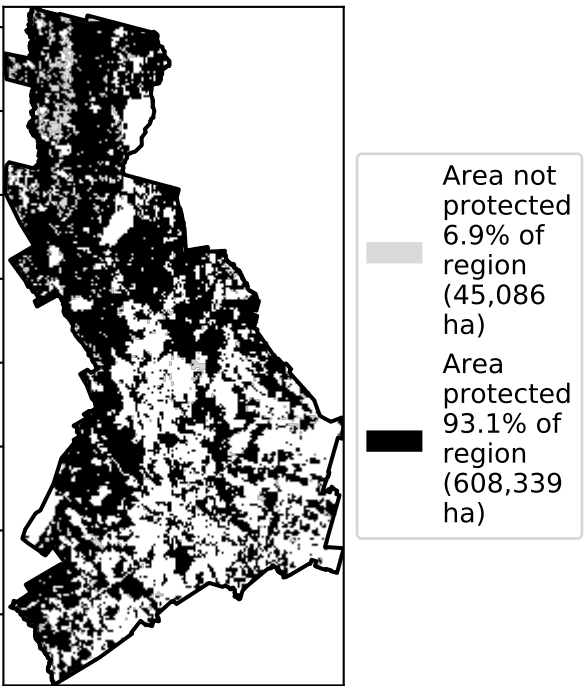 Area not
protected
6.9% of
region
(45,086
ha)
Area
protected
93.1% of
region
(608,339
ha)